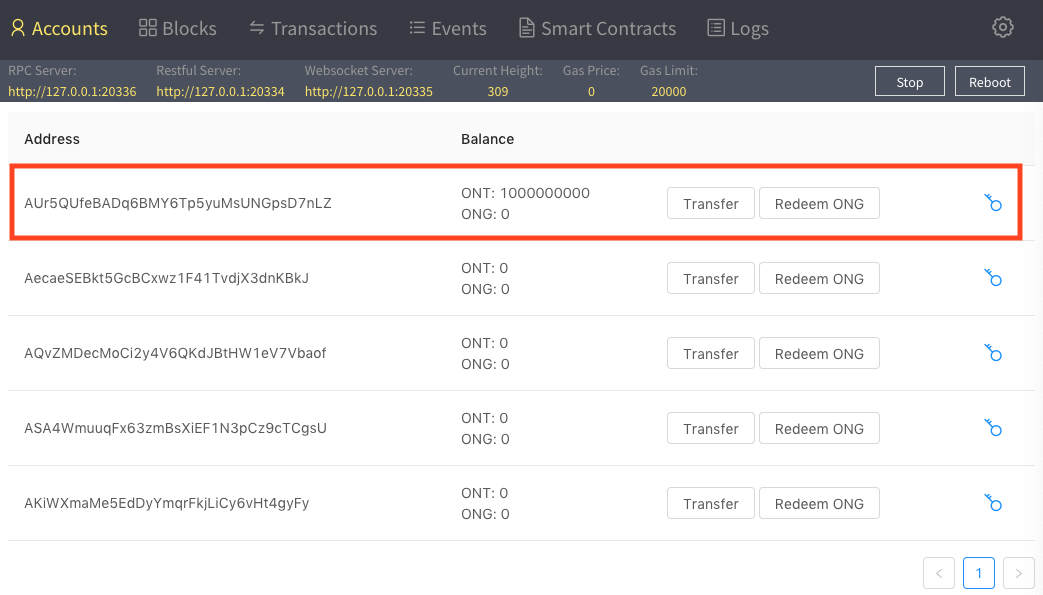 Accounts Blocks Transactions Events Smart Contracts Logs
RPC Server: Restful Server: Websocket Server: Current Height: Gas Price: Gas Limit:
http://127.0.0.1:20336 http://127.0.0.1:20334 http://127.0.0.1:20335 309 0 20000 Stop Reboot
Address Balance
AUr5QUfeBADq6BMY6Tp5yuMsUNGpsD7nLZ ONT: 1000000000 Transfer Redeem ONG
ONG: 0
AecaeSEBkt5GcBCxwz1F41TvdjX3dnKBkJ ONT: 0 Transfer Redeem ONG
ONG: 0
AQvZMDecMoCi2y4V6QKdJBtHW1eV7Vbaof ONT: 0 Transfer Redeem ONG
ONG: 0
ASA4WmuuqFx63zmBsXiEF1N3pCz9cTCgsU ONT: 0 Transfer Redeem ONG
ONG: 0
AKiWXmaMe5EdDyYmqrFkjLiCy6vHt4gyFy ONT: 0 Transfer Redeem ONG
ONG: 0
< 1 >